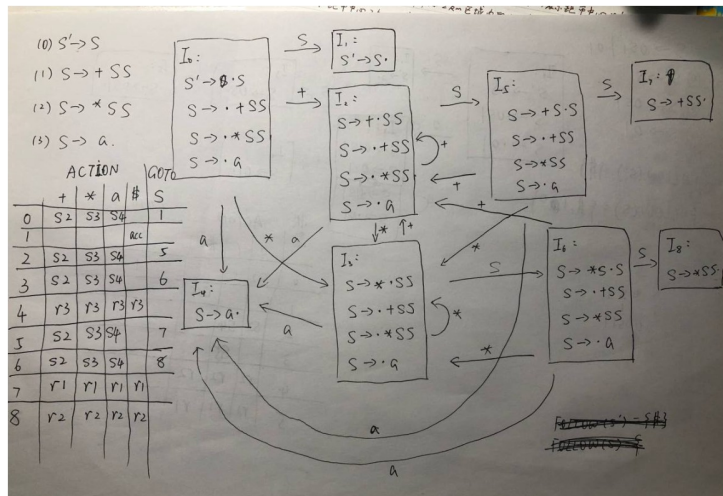 (0) S'→S
(1) S→+SS
(2) S→*SS
(3) S→a.
I₀:
S'→·S
S→·+SS
S→·*SS
S→·a
S
I₁:
S'→S·
+
I₂:
S→+·SS
S→·+SS
S→·*SS
S→·a
+
S
+
I₅:
S→+S·S
S→·+SS
S→*SS
S→·a
S
I₇:
S→+SS·
a
*
a
*
+
+
*
I₄:
S→a·
a
I₃:
S→*·SS
S→·+SS
S→·*SS
S→·a
*
S
*
I₆:
S→*S·S
S→·+SS
S→*SS
S→·a
S
I₈:
S→*SS·
a
a
ACTION GOTO
+ * a $ S
0 S2 S3 S4 1
1 acc
2 S2 S3 S4 5
3 S2 S3 S4 6
4 r3 r3 r3 r3
5 S2 S3 S4 7
6 S2 S3 S4 8
7 r1 r1 r1 r1
8 r2 r2 r2 r2